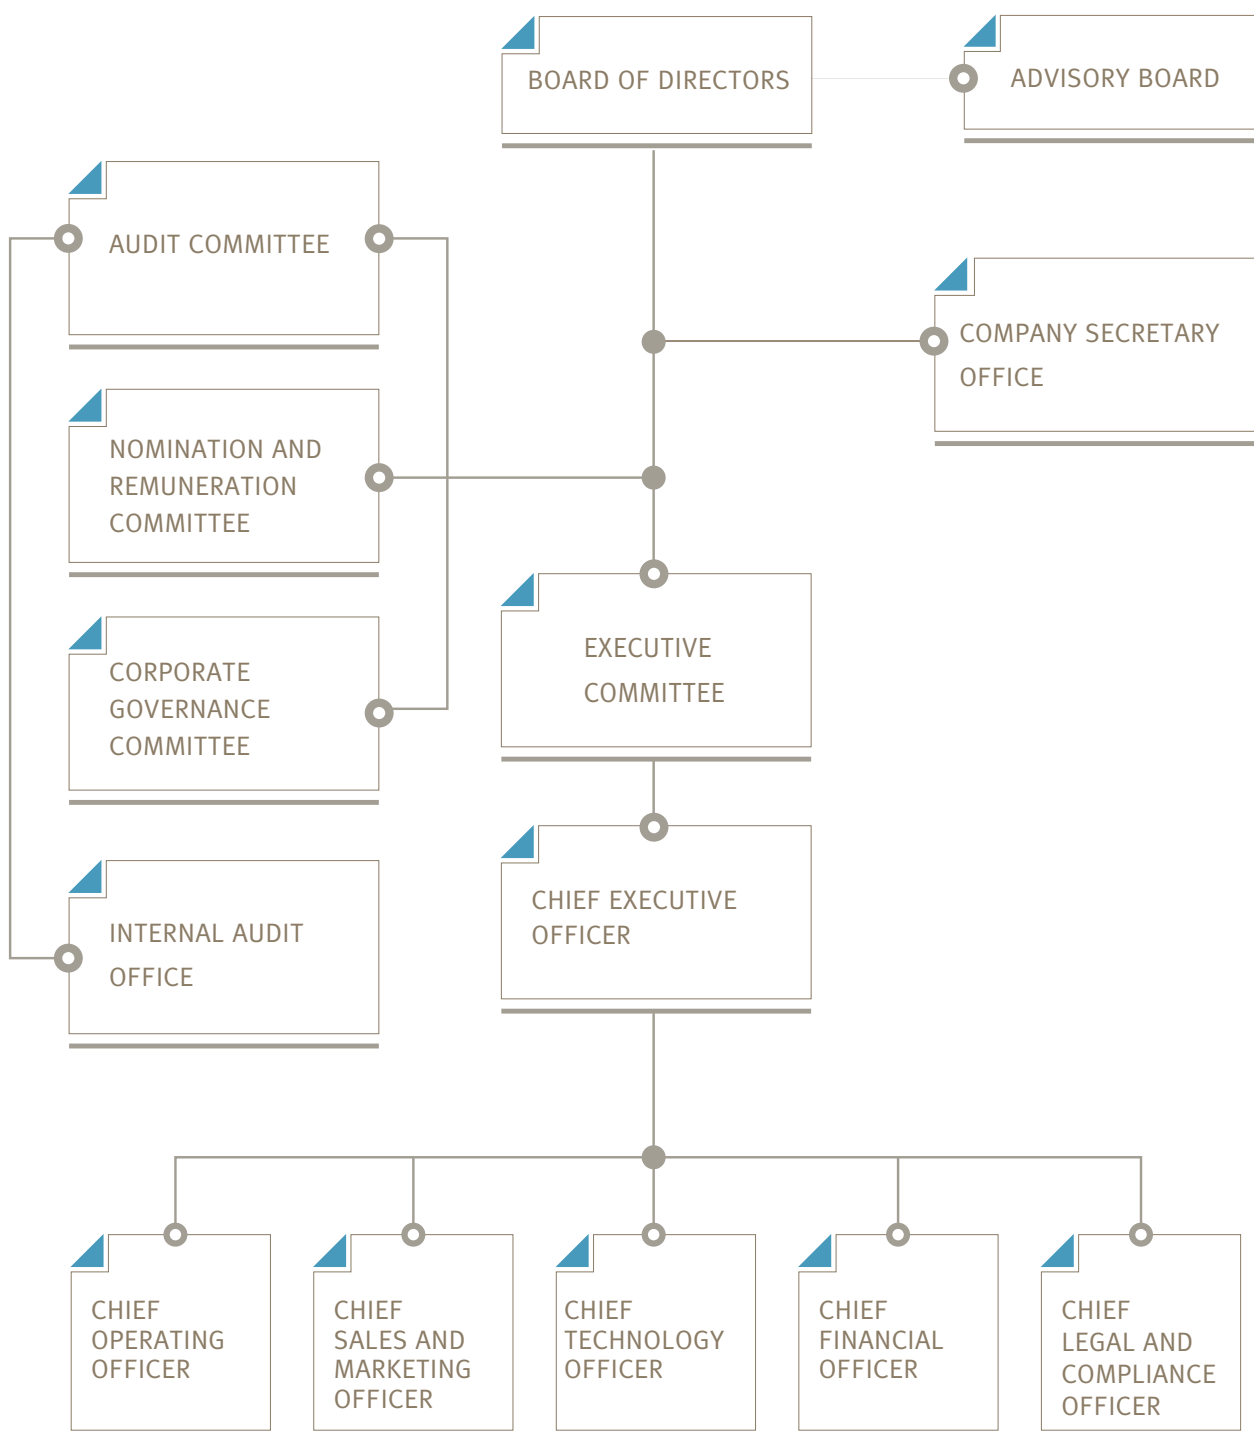 BOARD OF DIRECTORS
ADVISORY BOARD
AUDIT COMMITTEE
COMPANY SECRETARY
OFFICE
NOMINATION AND
REMUNERATION
COMMITTEE
EXECUTIVE
COMMITTEE
CORPORATE
GOVERNANCE
COMMITTEE
CHIEF EXECUTIVE
OFFICER
INTERNAL AUDIT
OFFICE
CHIEF
OPERATING
OFFICER
CHIEF
SALES AND
MARKETING
OFFICER
CHIEF
TECHNOLOGY
OFFICER
CHIEF
FINANCIAL
OFFICER
CHIEF
LEGAL AND
COMPLIANCE
OFFICER